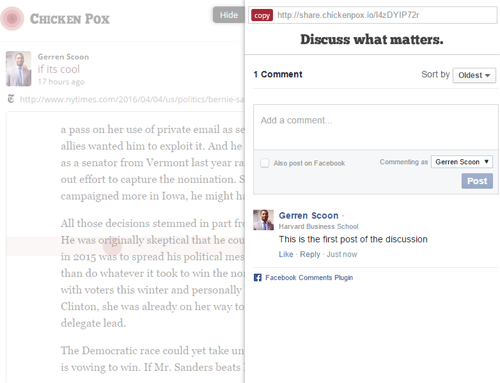 CHICKEN POX
Hide
Gerren Scoon
if its cool
17 hours ago
http://www.nytimes.com/2016/04/04/us/politics/bernie-sa
a pass on her use of private email as se
allies wanted him to exploit it. And he
as a senator from Vermont last year ra
out effort to capture the nomination. S
campaigned more in Iowa, he might ha
All those decisions stemmed in part fro
He was originally skeptical that he cou
in 2015 was to spread his political mes
than do whatever it took to win the nom
with voters this winter and personally
Clinton, she was already on her way to
delegate lead.
The Democratic race could yet take un
is vowing to win. If Mr. Sanders beats
copy http://share.chickenpox.io/l4zDYIP72r
Discuss what matters.
1 Comment
Sort by Oldest
Add a comment...
Also post on Facebook
Commenting as Gerren Scoon
Post
Gerren Scoon ·
Harvard Business School
This is the first post of the discussion
Like · Reply · Just now
Facebook Comments Plugin